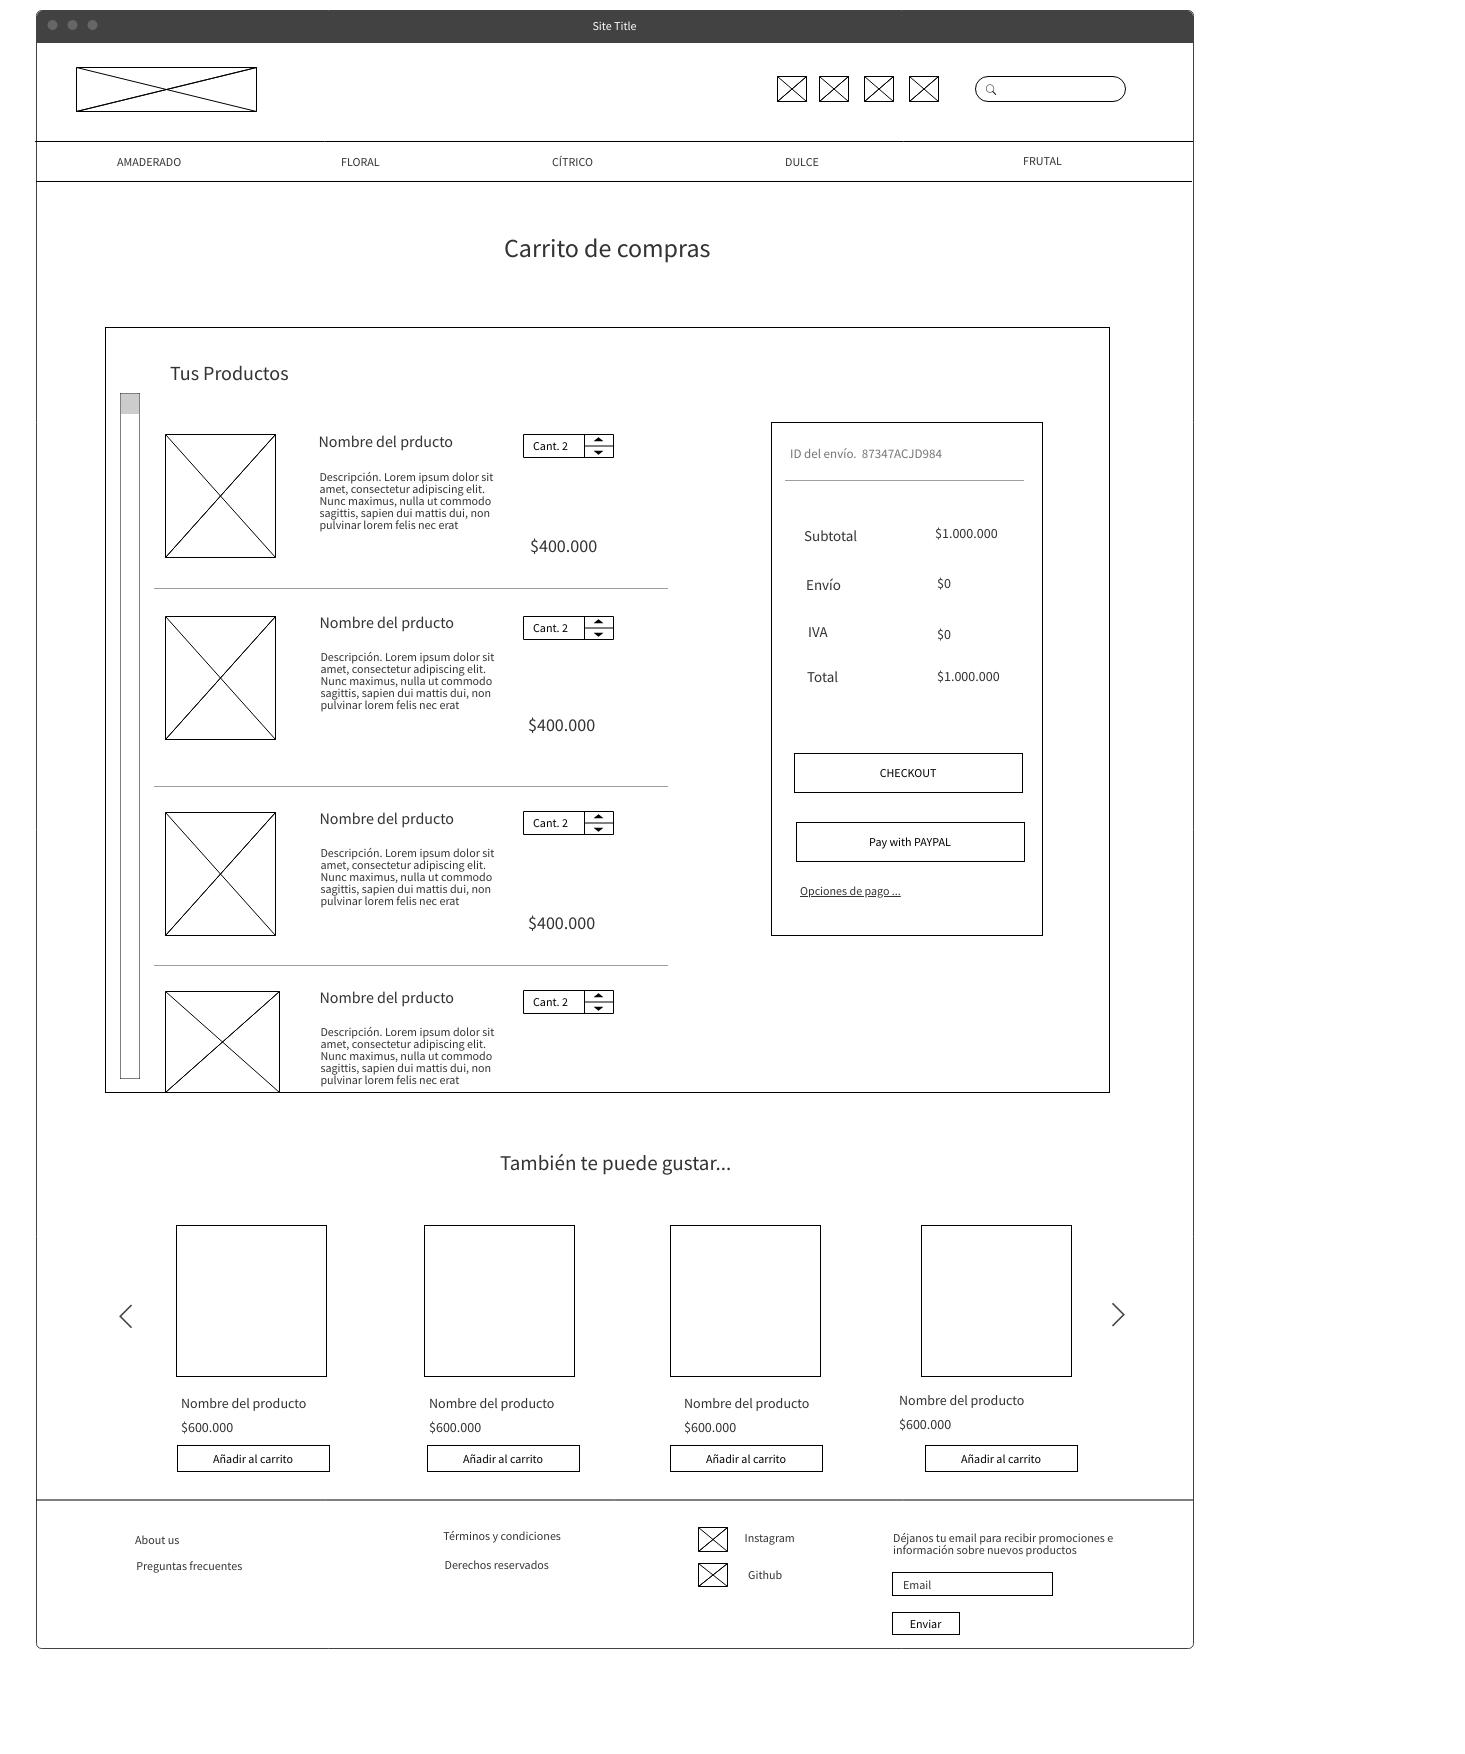 Site Title
AMADERADO
FLORAL
CÍTRICO
DULCE
FRUTAL
Carrito de compras
Tus Productos
Nombre del prducto
Cant. 2
Descripción. Lorem ipsum dolor sit
amet, consectetur adipiscing elit.
Nunc maximus, nulla ut commodo
sagittis, sapien dui mattis dui, non
pulvinar lorem felis nec erat
$400.000
Nombre del prducto
Cant. 2
Descripción. Lorem ipsum dolor sit
amet, consectetur adipiscing elit.
Nunc maximus, nulla ut commodo
sagittis, sapien dui mattis dui, non
pulvinar lorem felis nec erat
$400.000
Nombre del prducto
Cant. 2
Descripción. Lorem ipsum dolor sit
amet, consectetur adipiscing elit.
Nunc maximus, nulla ut commodo
sagittis, sapien dui mattis dui, non
pulvinar lorem felis nec erat
$400.000
Nombre del prducto
Cant. 2
Descripción. Lorem ipsum dolor sit
amet, consectetur adipiscing elit.
Nunc maximus, nulla ut commodo
sagittis, sapien dui mattis dui, non
pulvinar lorem felis nec erat
ID del envío. 87347ACJD984
Subtotal $1.000.000
Envío $0
IVA $0
Total $1.000.000
CHECKOUT
Pay with PAYPAL
Opciones de pago ...
También te puede gustar...
Nombre del producto
$600.000
Añadir al carrito
Nombre del producto
$600.000
Añadir al carrito
Nombre del producto
$600.000
Añadir al carrito
Nombre del producto
$600.000
Añadir al carrito
About us
Preguntas frecuentes
Términos y condiciones
Derechos reservados
Instagram
Github
Déjanos tu email para recibir promociones e
información sobre nuevos productos
Email
Enviar